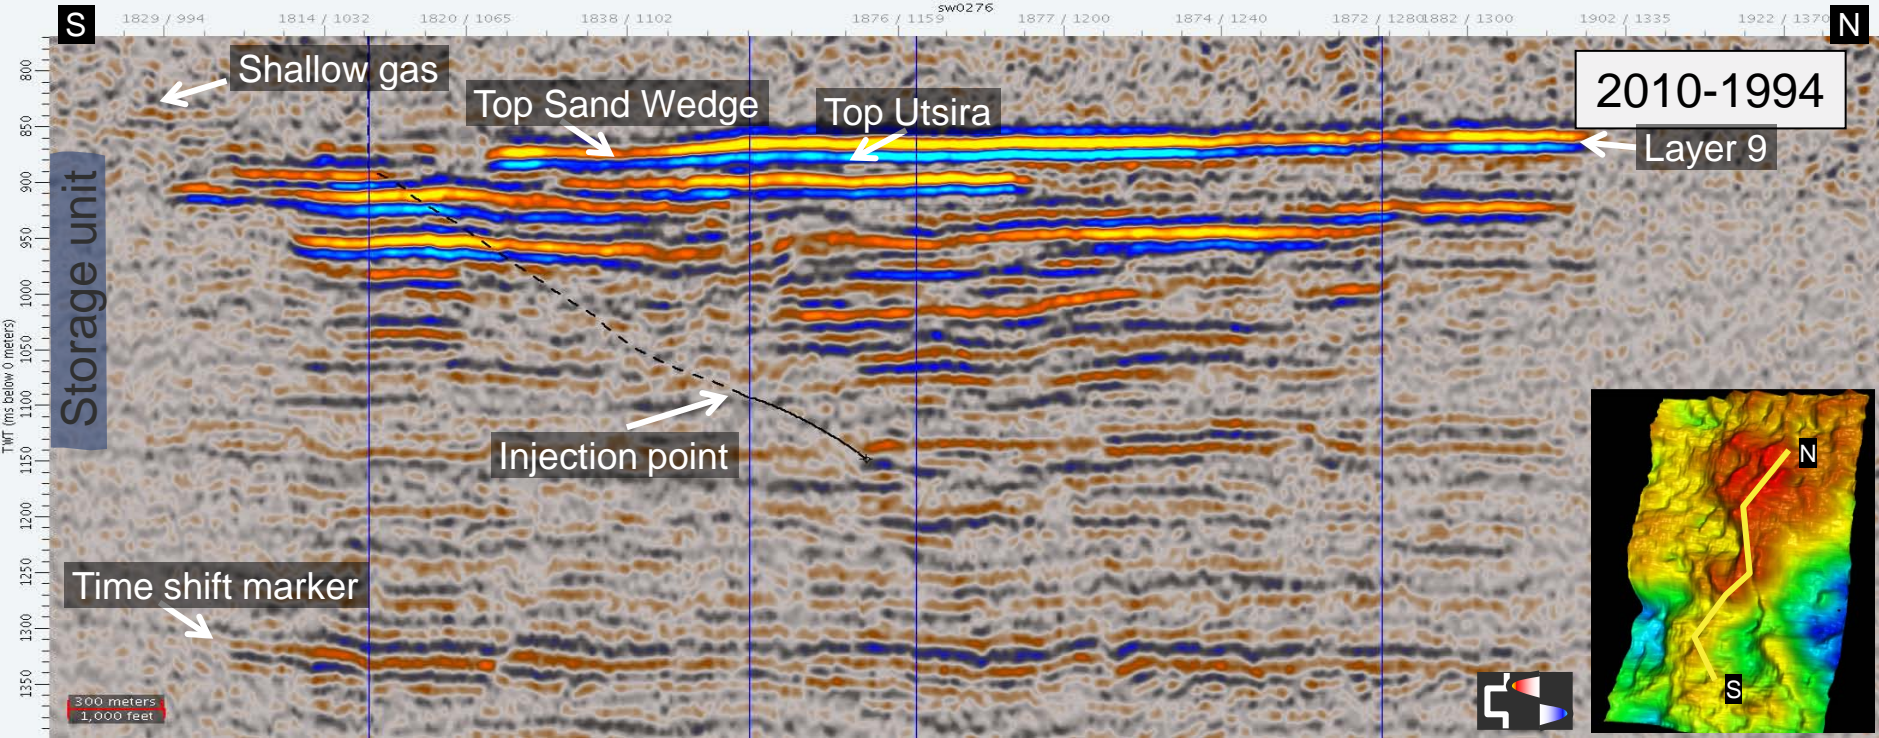 sw0276
S
1829 / 994
1814 / 1032
1820 / 1065
1838 / 1102
1876 / 1159
1877 / 1200
1874 / 1240
1872 / 1280
1882 / 1300
1902 / 1335
1922 / 1370
N
Shallow gas
Top Sand Wedge
Top Utsira
2010-1994
Layer 9
Storage unit
TWT (ms below 0 meters)
800
850
900
950
1000
1050
1100
1150
1200
1250
1300
1350
Injection point
Time shift marker
300 meters
1,000 feet
N
S